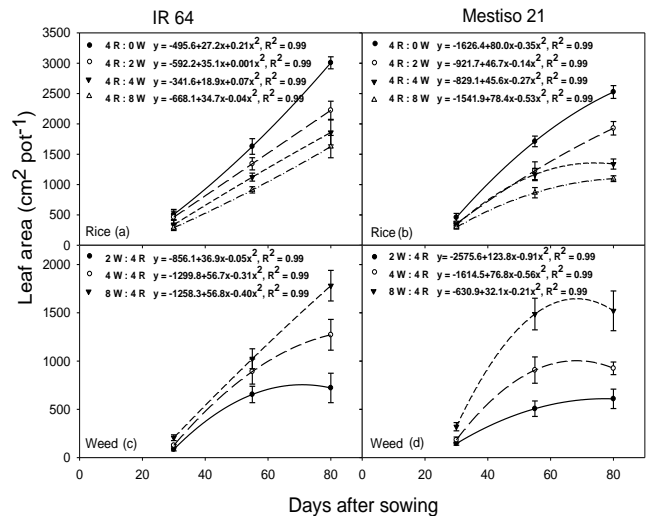 IR 64
Mestiso 21
4 R : 0 W y = -495.6+27.2x+0.21x², R² = 0.99
4 R : 2 W y = -592.2+35.1x+0.001x², R² = 0.99
4 R : 4 W y = -341.6+18.9x+0.07x², R² = 0.99
4 R : 8 W y = -668.1+34.7x-0.04x², R² = 0.99
Rice (a)
4 R : 0 W y = -1626.4+80.0x-0.35x², R² = 0.99
4 R : 2 W y = -921.7+46.7x-0.14x², R² = 0.99
4 R : 4 W y = -829.1+45.6x-0.27x², R² = 0.99
4 R : 8 W y = -1541.9+78.4x-0.53x², R² = 0.99
Rice (b)
3500
3000
2500
2000
1500
1000
500
0
Leaf area (cm² pot⁻¹)
2 W : 4 R y = -856.1+36.9x-0.05x², R² = 0.99
4 W : 4 R y = -1299.8+56.7x-0.31x², R² = 0.99
8 W : 4 R y = -1258.3+56.8x-0.40x², R² = 0.99
Weed (c)
2 W : 4 R y= -2575.6+123.8x-0.91x², R² = 0.99
4 W : 4 R y = -1614.5+76.8x-0.56x², R² = 0.99
8 W : 4 R y = -630.9+32.1x-0.21x², R² = 0.99
Weed (d)
2000
1500
1000
500
0
0 20 40 60 80
0 20 40 60 80
Days after sowing